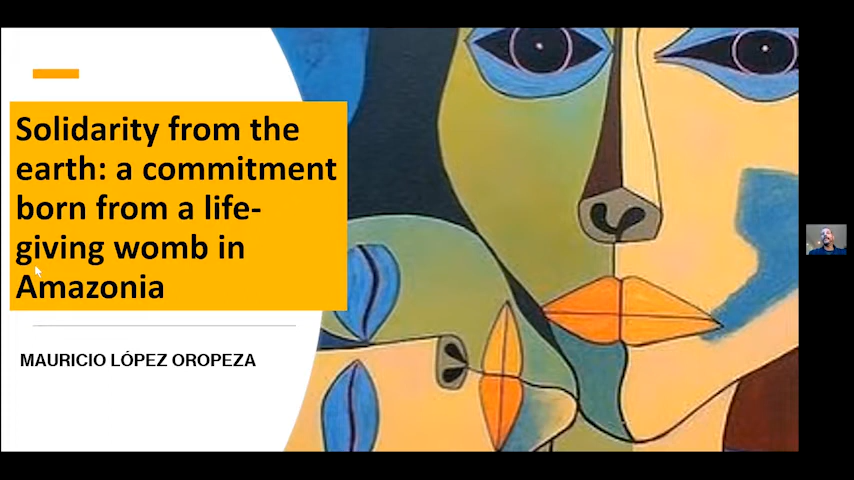 Solidarity from the
earth: a commitment
born from a life-
giving womb in
Amazonia
MAURICIO LÓPEZ OROPEZA